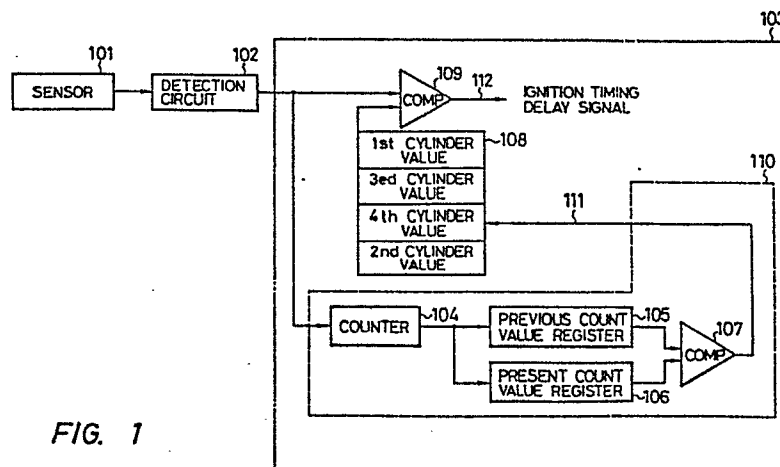 103
101
SENSOR
102
DETECTION
CIRCUIT
109
COMP
112
IGNITION TIMING
DELAY SIGNAL
108
1st CYLINDER
VALUE
3ed CYLINDER
VALUE
4th CYLINDER
VALUE
2nd CYLINDER
VALUE
111
110
COUNTER
104
PREVIOUS COUNT
VALUE REGISTER
105
PRESENT COUNT
VALUE REGISTER
106
107
COMP
FIG. 1